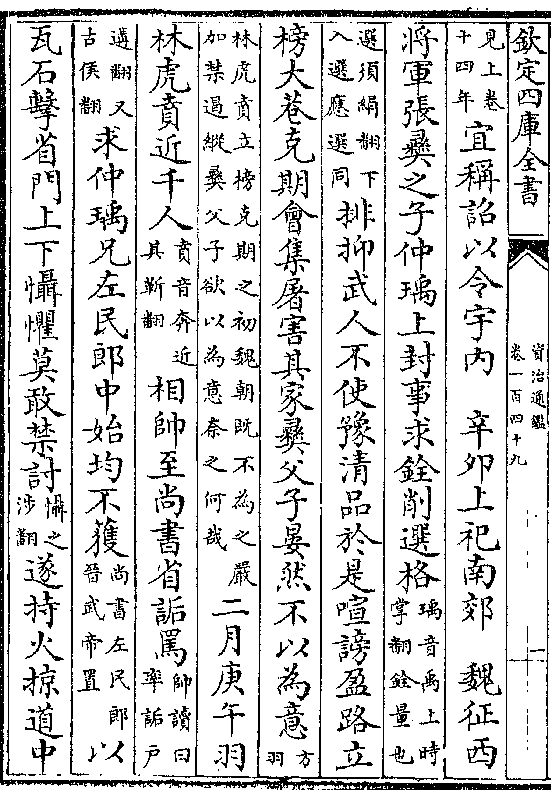 欽定四庫全書
資治通鑑
卷一百四十九
一
見上卷十四年宜稱詔以令宇內　辛卯上祀南郊　魏征西
將軍張彝之子仲瑀上封事求銓削選格瑀音禹上時掌翻銓量也
選須絹翻下入選應選同排抑武人不使豫清品於是喧謗盈路立
榜大巷克期會集屠害其家彝父子晏然不以為意方羽
林虎賁立榜克期之初魏朝既不為之嚴加禁遏縱彝父子欲以為意奈之何哉二月庚午羽
林虎賁近千人賁音奔近其靳翻相帥至尚書省詬罵帥讀曰率詬戶
遘翻又古侯翻求仲瑀兄左民郎中始均不獲尚書左民郎晉武帝置以
瓦石擊省門上下懾懼莫敢禁討懾之涉翻遂持火掠道中